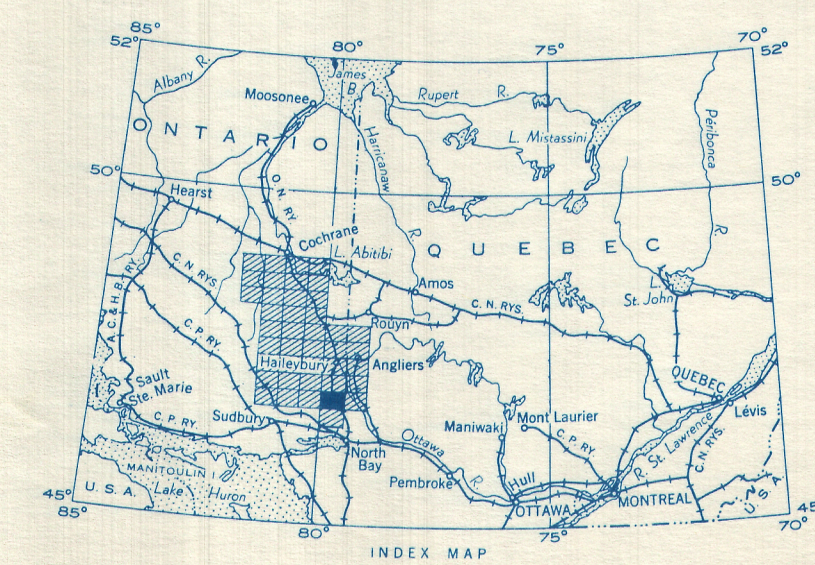 85°
80°
75°
70°
52°
52°
Albany R.
James
B.
Moosonee
Rupert R.
L. Mistassini
Péribonca
R.
ONTARIO
Harricanaw
R.
50°
50°
Hearst
O.N. RY.
Cochrane
L. Abitibi
QUEBEC
C. N. RYS.
Amos
L.
St. John
C. N. RYS.
A.C.& H.B. RY.
C. P. RY.
Rouyn
Haileybury
Angliers
QUEBEC
Sault
Ste. Marie
Lévis
C. P. RY.
Sudbury
Maniwaki
Mont Laurier
C. P. RY.
R. St. Lawrence
C. N. RYS.
North
Bay
Ottawa
R.
MANITOULIN I.
Lake Huron
Pembroke
Hull
OTTAWA
MONTREAL
U. S. A.
U. S. A.
45°
45
85°
80°
75°
70°
INDEX MAP